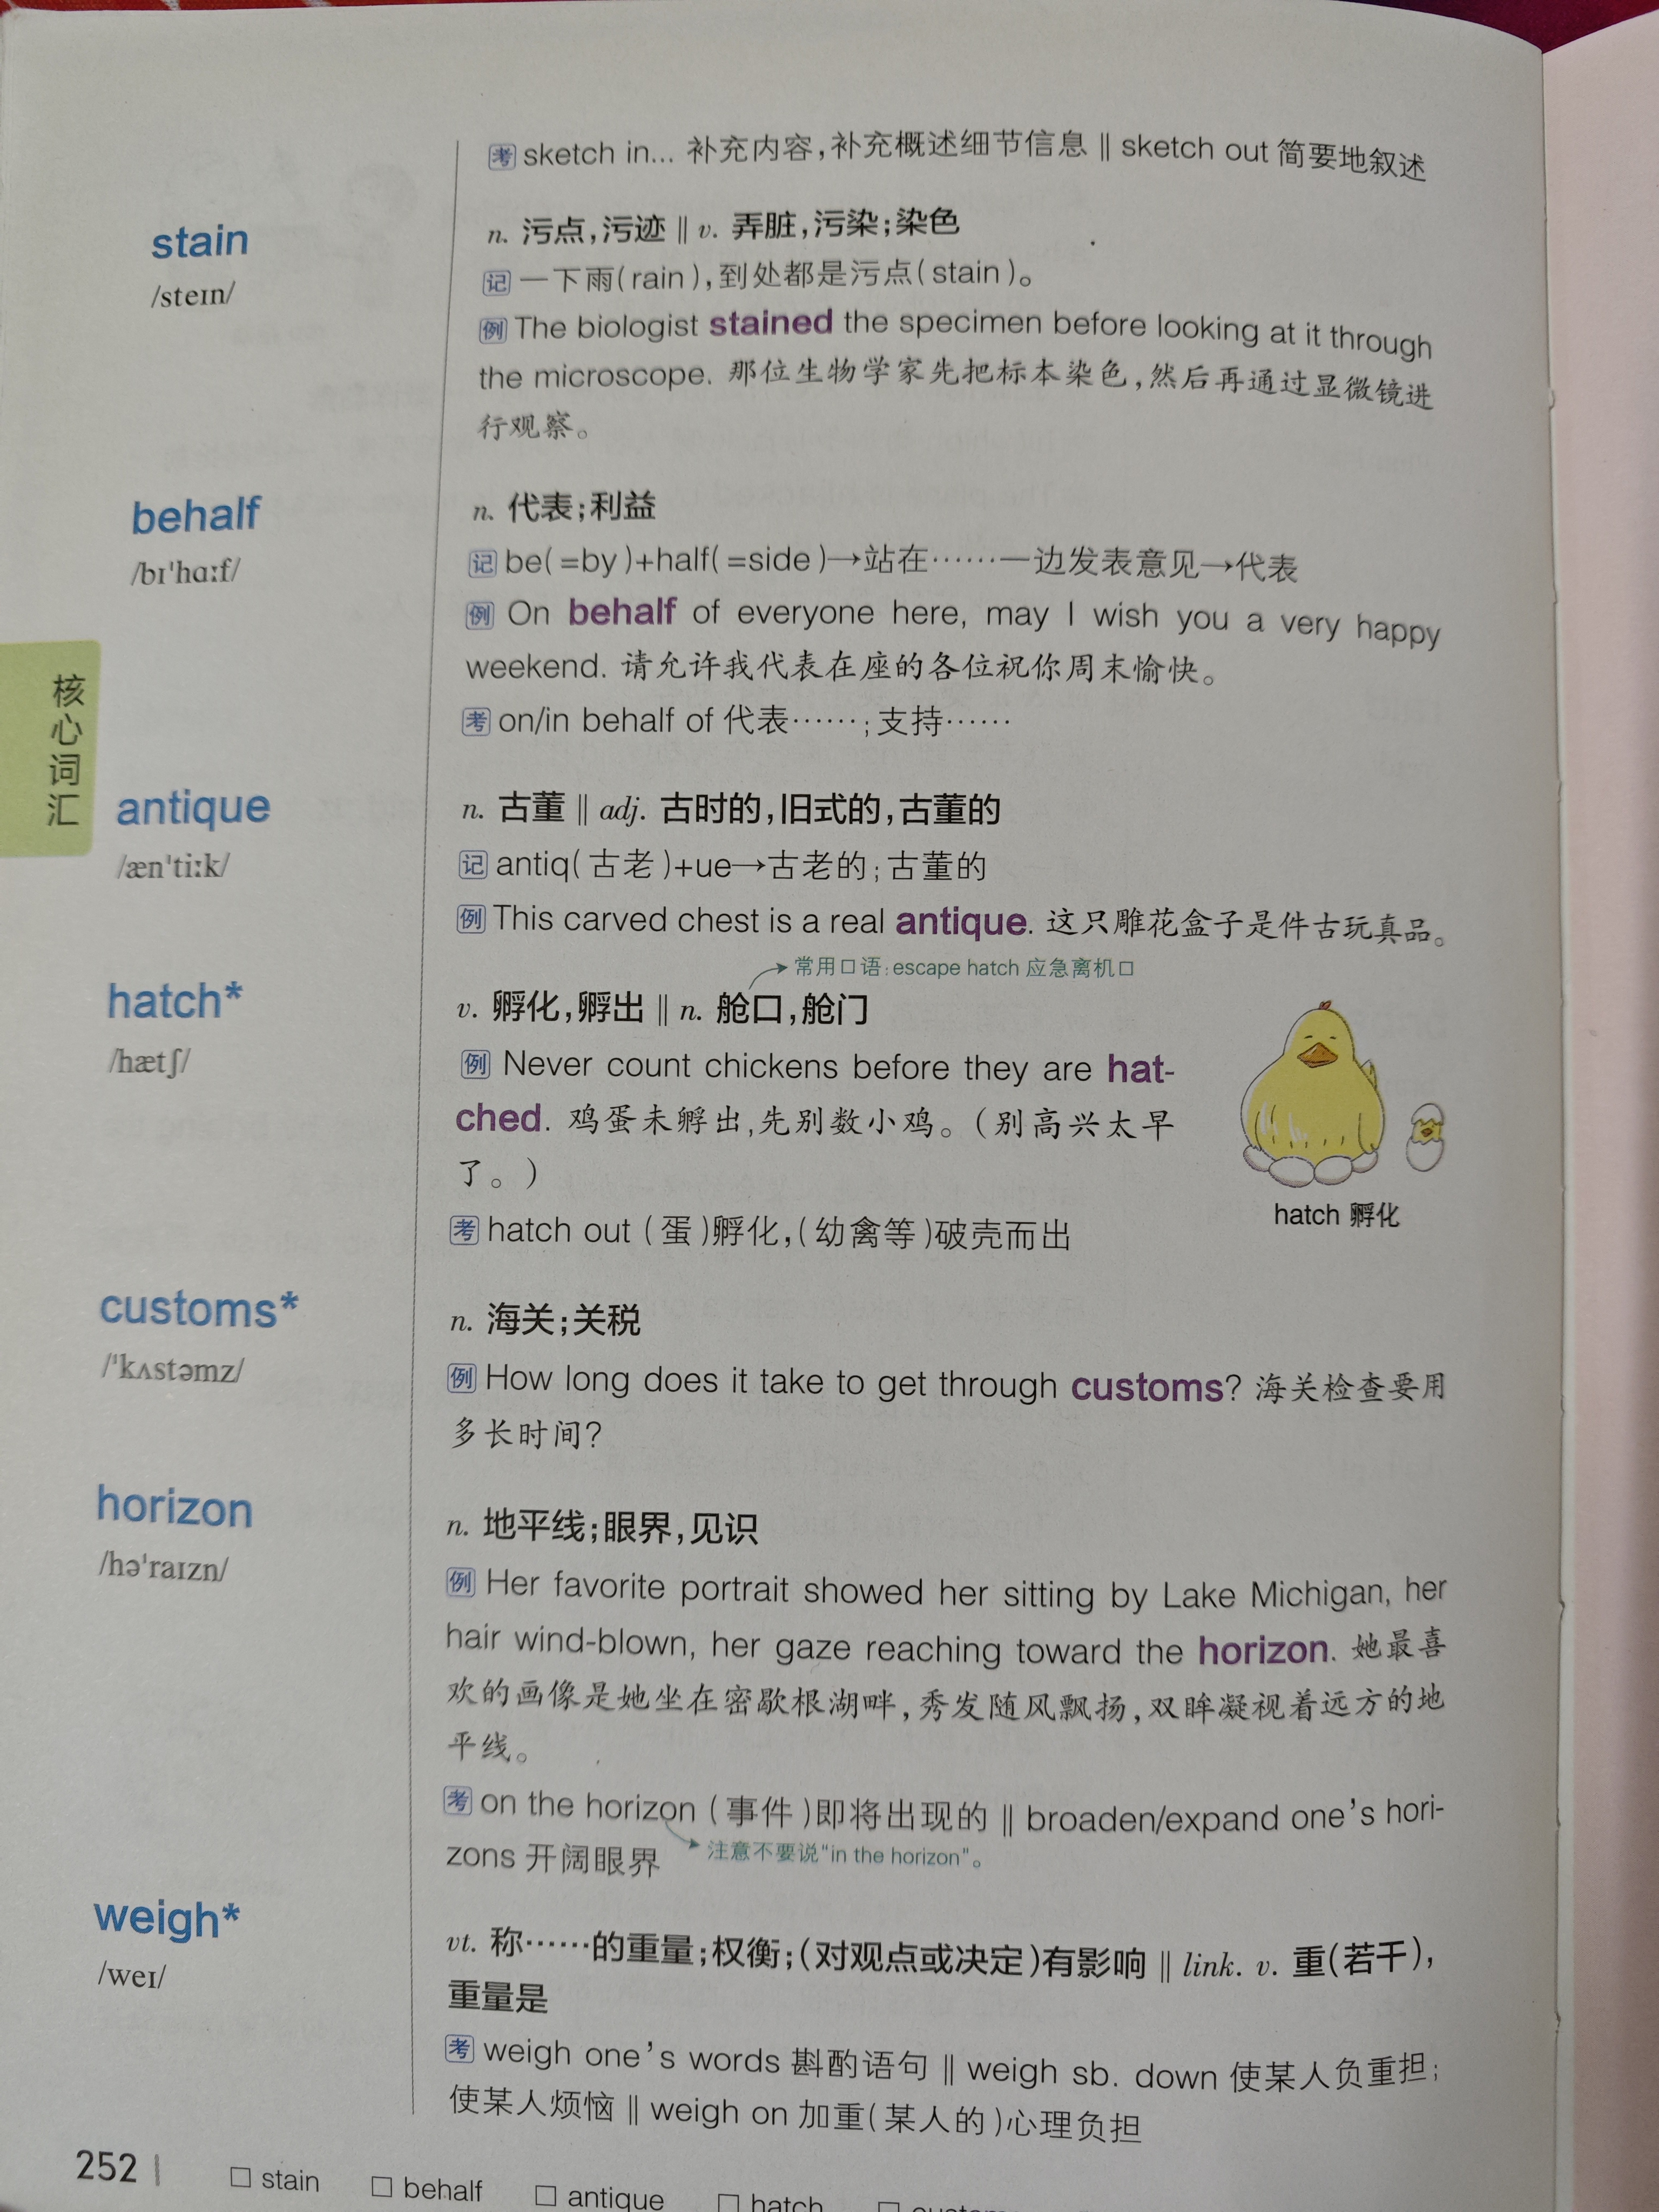 考 sketch in... 补充内容,补充概述细节信息 ‖ sketch out 简要地叙述
stain
/steɪn/
n. 污点,污迹 ‖ v. 弄脏,污染;染色
记 一下雨(rain),到处都是污点(stain)。
例 The biologist stained the specimen before looking at it through
the microscope. 那位生物学家先把标本染色,然后再通过显微镜进
行观察。
behalf
/bɪˈhɑːf/
n. 代表;利益
记 be(=by)+half(=side)→站在……一边发表意见→代表
例 On behalf of everyone here, may I wish you a very happy
weekend. 请允许我代表在座的各位祝你周末愉快。
考 on/in behalf of 代表……;支持……
核心词汇
antique
/ænˈtiːk/
n. 古董 ‖ adj. 古时的,旧式的,古董的
记 antiq(古老)+ue→古老的;古董的
例 This carved chest is a real antique. 这只雕花盒子是件古玩真品。
常用口语:escape hatch 应急离机口
hatch*
/hætʃ/
v. 孵化,孵出 ‖ n. 舱口,舱门
例 Never count chickens before they are hat-
ched. 鸡蛋未孵出,先别数小鸡。(别高兴太早
了。)
考 hatch out (蛋)孵化,(幼禽等)破壳而出
hatch 孵化
customs*
/ˈkʌstəmz/
n. 海关;关税
例 How long does it take to get through customs? 海关检查要用
多长时间?
horizon
/həˈraɪzn/
n. 地平线;眼界,见识
例 Her favorite portrait showed her sitting by Lake Michigan, her
hair wind-blown, her gaze reaching toward the horizon. 她最喜
欢的画像是她坐在密歇根湖畔,秀发随风飘扬,双眸凝视着远方的地
平线。
考 on the horizon (事件)即将出现的 ‖ broaden/expand one's hori-
zons 开阔眼界
注意不要说"in the horizon"。
weigh*
/weɪ/
vt. 称……的重量;权衡;(对观点或决定)有影响 ‖ link. v. 重(若干),
重量是
考 weigh one's words 斟酌语句 ‖ weigh sb. down 使某人负重担;
使某人烦恼 ‖ weigh on 加重(某人的)心理负担
252
□ stain □ behalf □ antique □ hatch